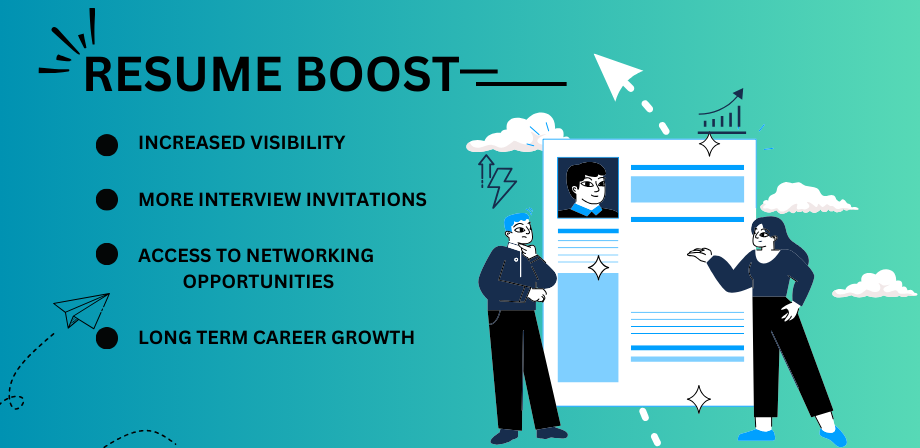 RESUME BOOST
INCREASED VISIBILITY
MORE INTERVIEW INVITATIONS
ACCESS TO NETWORKING
OPPORTUNITIES
LONG TERM CAREER GROWTH